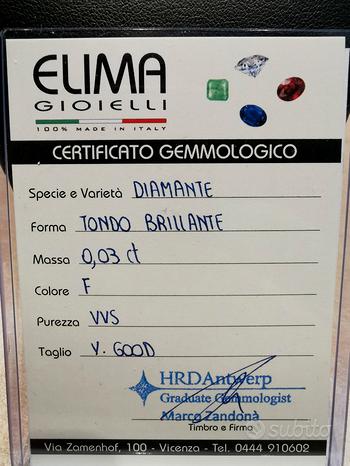 ELIMA
GIOIELLI
100% MADE IN ITALY
CERTIFICATO GEMMOLOGICO
Specie e Varietà DIAMANTE
Forma TONDO BRILLANTE
Massa 0,03 ct
Colore F
Purezza VVS
Taglio V. GOOD
HRDAntwerp
Graduate Gemmologist
Marco Zandonà
Timbro e Firma
subito
Via Zamenhof, 100 - Vicenza - Tel. 0444 910602